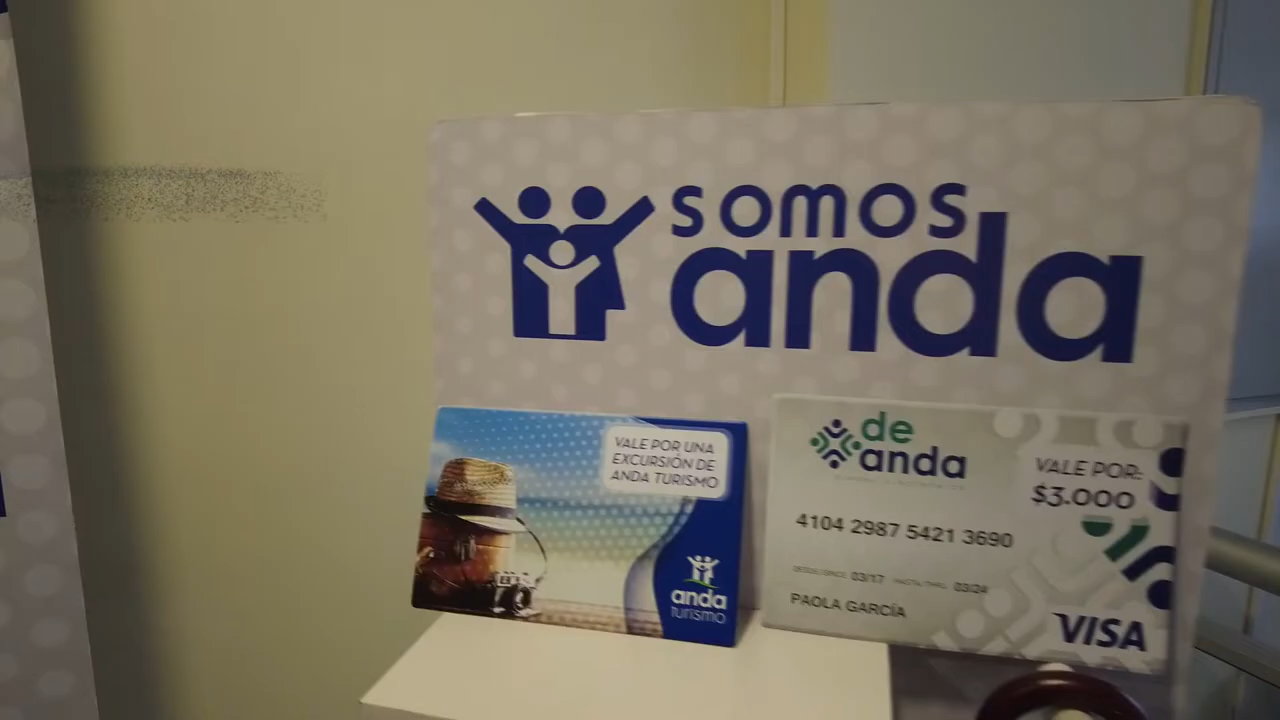 somos
anda
VALE POR UNA
EXCURSIÓN DE
ANDA TURISMO
anda
turismo
de
anda
VALE POR:
$3.000
4104 2987 5421 3690
03/17 03/24
PAOLA GARCÍA
VISA